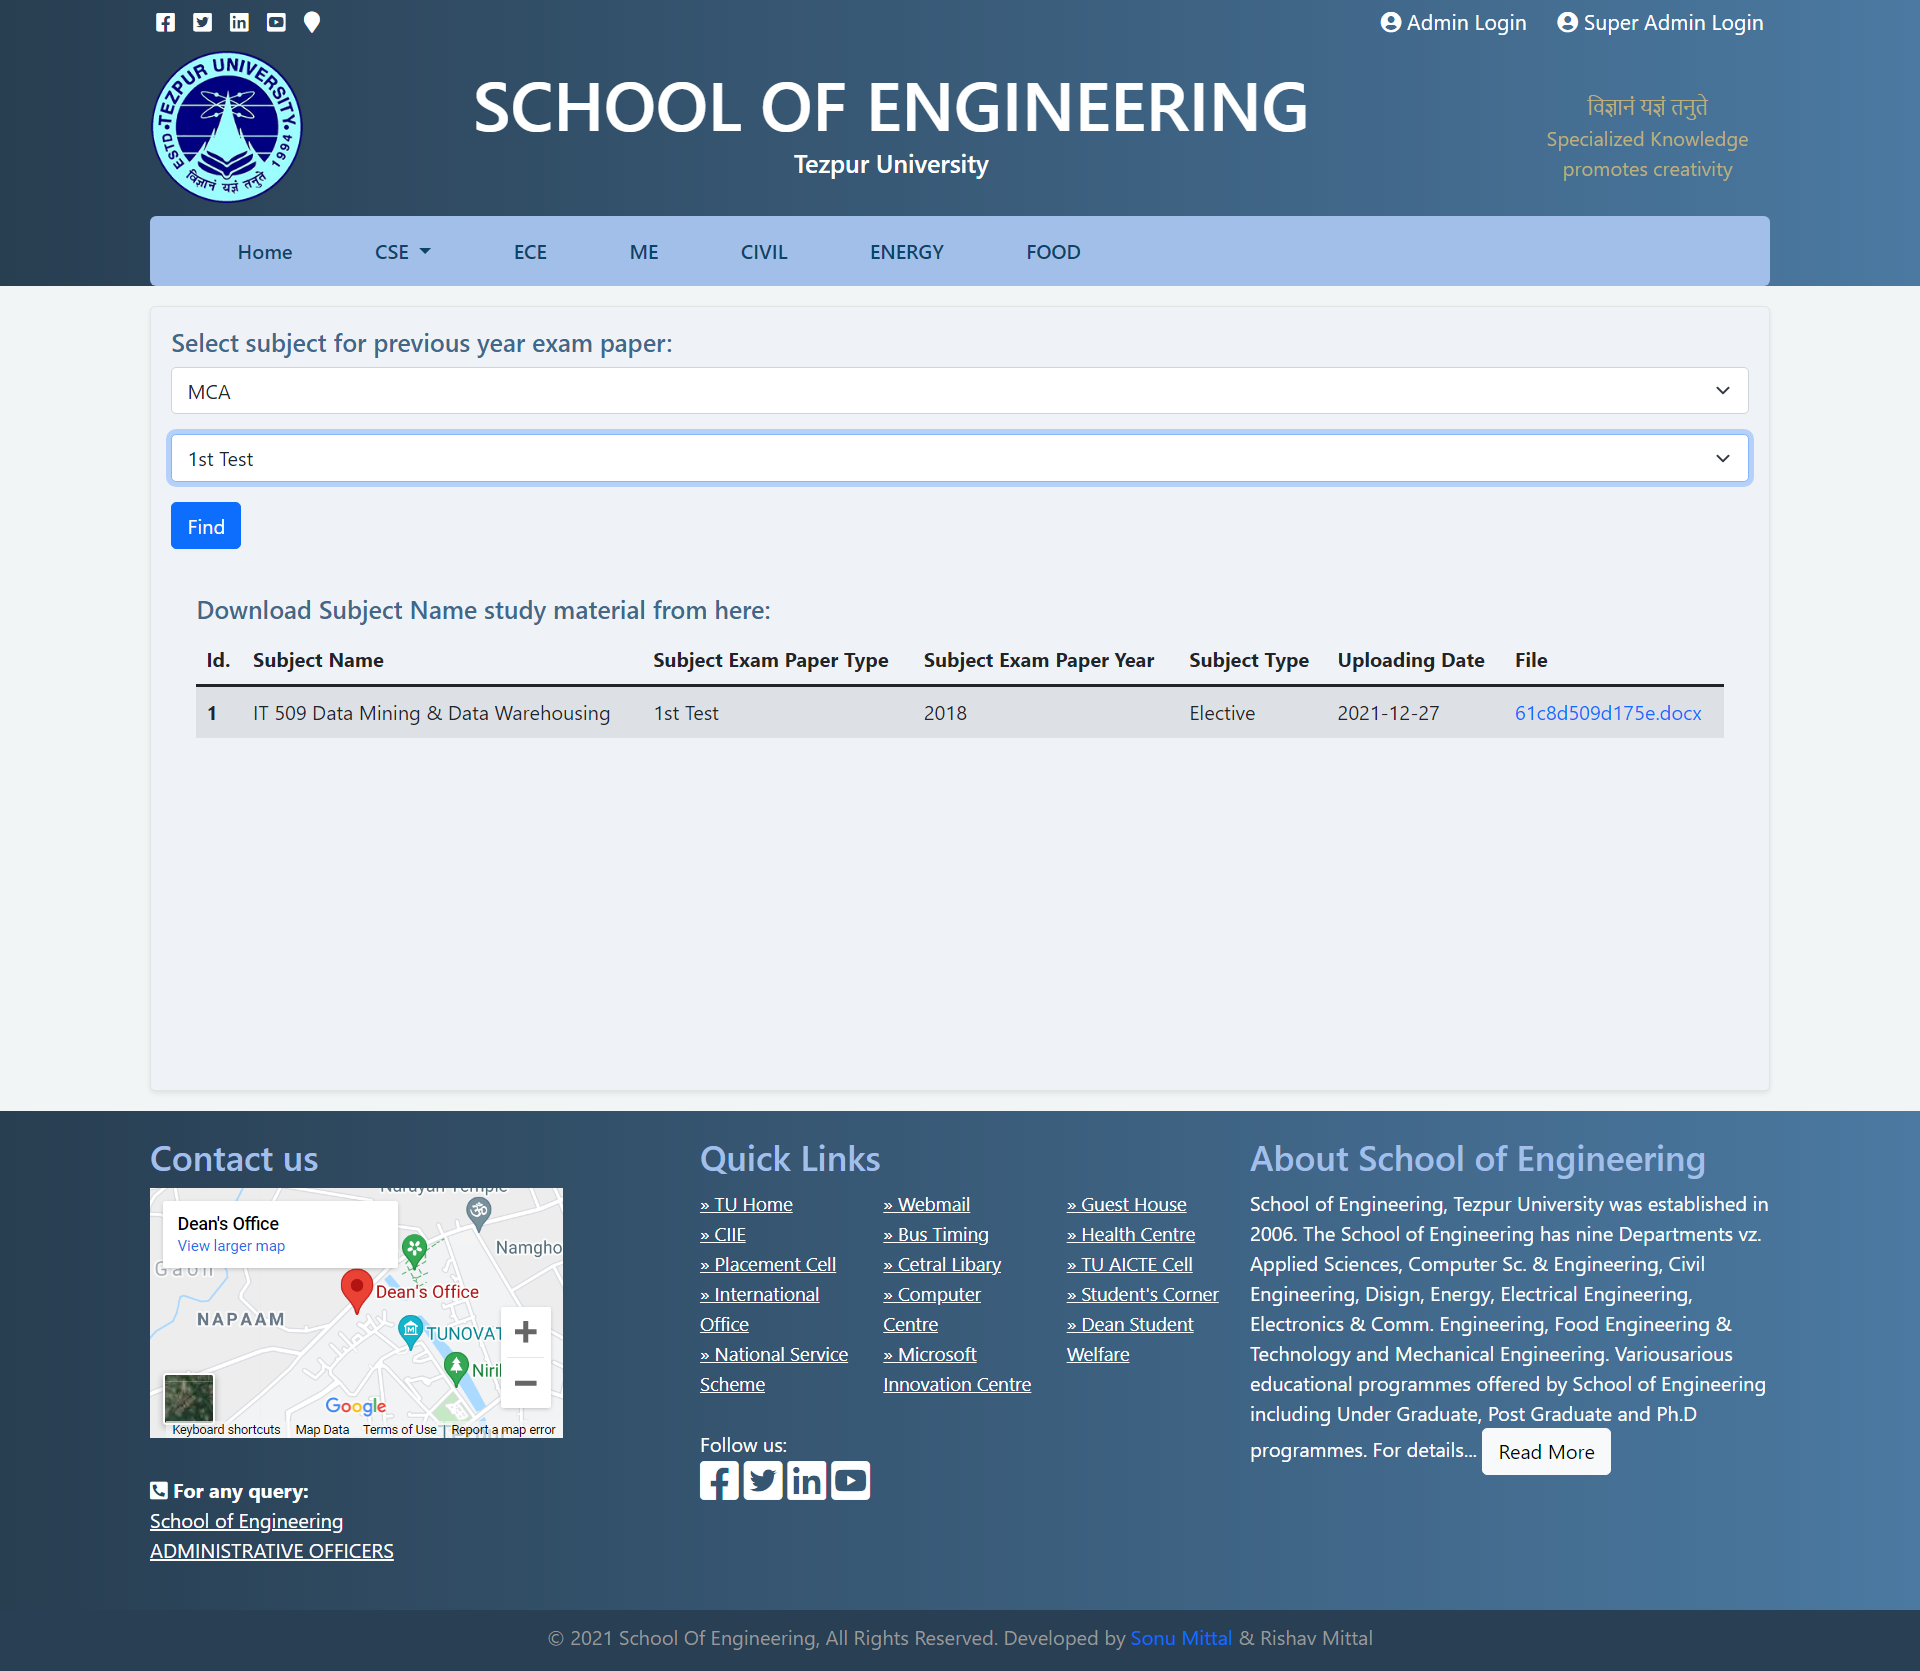 Admin Login
Super Admin Login
TEZPUR UNIVERSITY
ESTD 1994
विज्ञानं यज्ञं तनुते
SCHOOL OF ENGINEERING
Tezpur University
विज्ञानं यज्ञं तनुते
Specialized Knowledge
promotes creativity
Home CSE ECE ME CIVIL ENERGY FOOD
Select subject for previous year exam paper:
MCA
1st Test
Find
Download Subject Name study material from here:
Id. Subject Name Subject Exam Paper Type Subject Exam Paper Year Subject Type Uploading Date File
1 IT 509 Data Mining & Data Warehousing 1st Test 2018 Elective 2021-12-27 61c8d509d175e.docx
Contact us
Narayan Temple
Dean's Office
View larger map
Gaon
Namgho
Dean's Office
NAPAAM
TUNOVAT
Niril
Google
Keyboard shortcuts Map Data Terms of Use Report a map error
For any query:
School of Engineering
ADMINISTRATIVE OFFICERS
Quick Links
» TU Home
» CIIE
» Placement Cell
» International
Office
» National Service
Scheme
» Webmail
» Bus Timing
» Cetral Libary
» Computer
Centre
» Microsoft
Innovation Centre
» Guest House
» Health Centre
» TU AICTE Cell
» Student's Corner
» Dean Student
Welfare
Follow us:
About School of Engineering
School of Engineering, Tezpur University was established in
2006. The School of Engineering has nine Departments vz.
Applied Sciences, Computer Sc. & Engineering, Civil
Engineering, Disign, Energy, Electrical Engineering,
Electronics & Comm. Engineering, Food Engineering &
Technology and Mechanical Engineering. Variousarious
educational programmes offered by School of Engineering
including Under Graduate, Post Graduate and Ph.D
programmes. For details... Read More
© 2021 School Of Engineering, All Rights Reserved. Developed by Sonu Mittal & Rishav Mittal